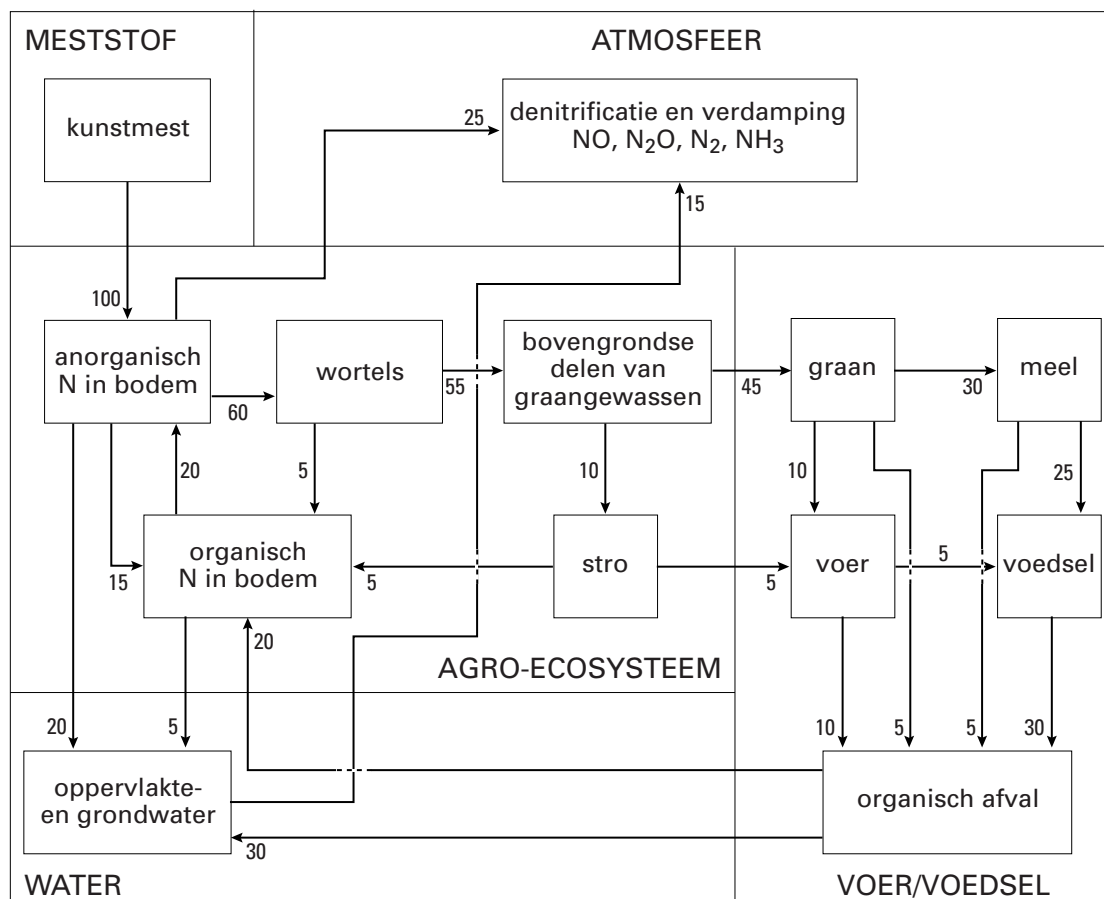 MESTSTOF
ATMOSFEER
kunstmest
denitrificatie en verdamping
NO, N₂O, N₂, NH₃
25
15
100
anorganisch
N in bodem
wortels
bovengrondse
delen van
graangewassen
graan
meel
60
55
45
30
20
5
10
10
25
organisch
N in bodem
stro
voer
voedsel
15
5
5
5
20
AGRO-ECOSYSTEEM
20
5
10
5
5
30
oppervlakte-
en grondwater
organisch afval
30
WATER
VOER/VOEDSEL